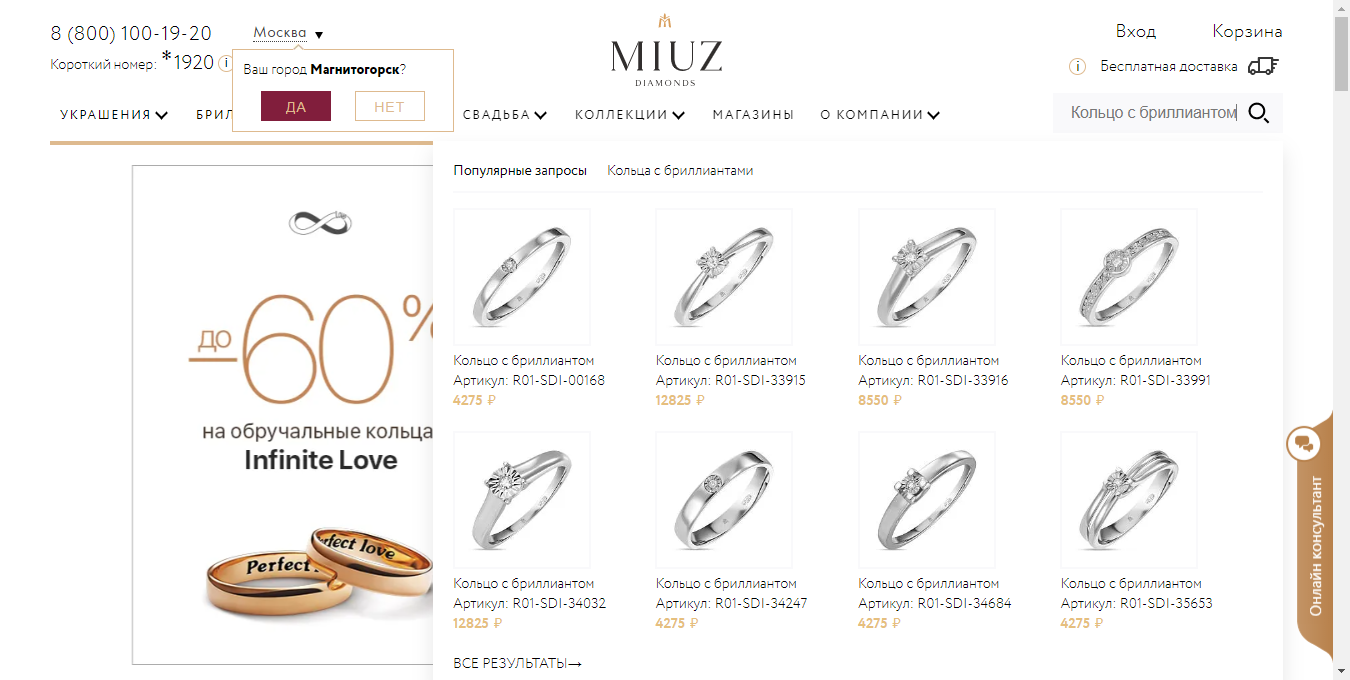 8 (800) 100-19-20
Москва
Короткий номер: *1920
Ваш город Магнитогорск?
ДА
НЕТ
MIUZ
DIAMONDS
Вход
Корзина
Бесплатная доставка
УКРАШЕНИЯ
БРИЛ
СВАДЬБА
КОЛЛЕКЦИИ
МАГАЗИНЫ
О КОМПАНИИ
Кольцо с бриллиантом
Популярные запросы
Кольца с бриллиантами
до 60%
на обручальные кольца
Infinite Love
Perfect
Perfect love
Кольцо с бриллиантом
Артикул: R01-SDI-00168
4275 ₽
Кольцо с бриллиантом
Артикул: R01-SDI-33915
12825 ₽
Кольцо с бриллиантом
Артикул: R01-SDI-33916
8550 ₽
Кольцо с бриллиантом
Артикул: R01-SDI-33991
8550 ₽
Кольцо с бриллиантом
Артикул: R01-SDI-34032
12825 ₽
Кольцо с бриллиантом
Артикул: R01-SDI-34247
4275 ₽
Кольцо с бриллиантом
Артикул: R01-SDI-34684
4275 ₽
Кольцо с бриллиантом
Артикул: R01-SDI-35653
4275 ₽
ВСЕ РЕЗУЛЬТАТЫ→
Онлайн консультант